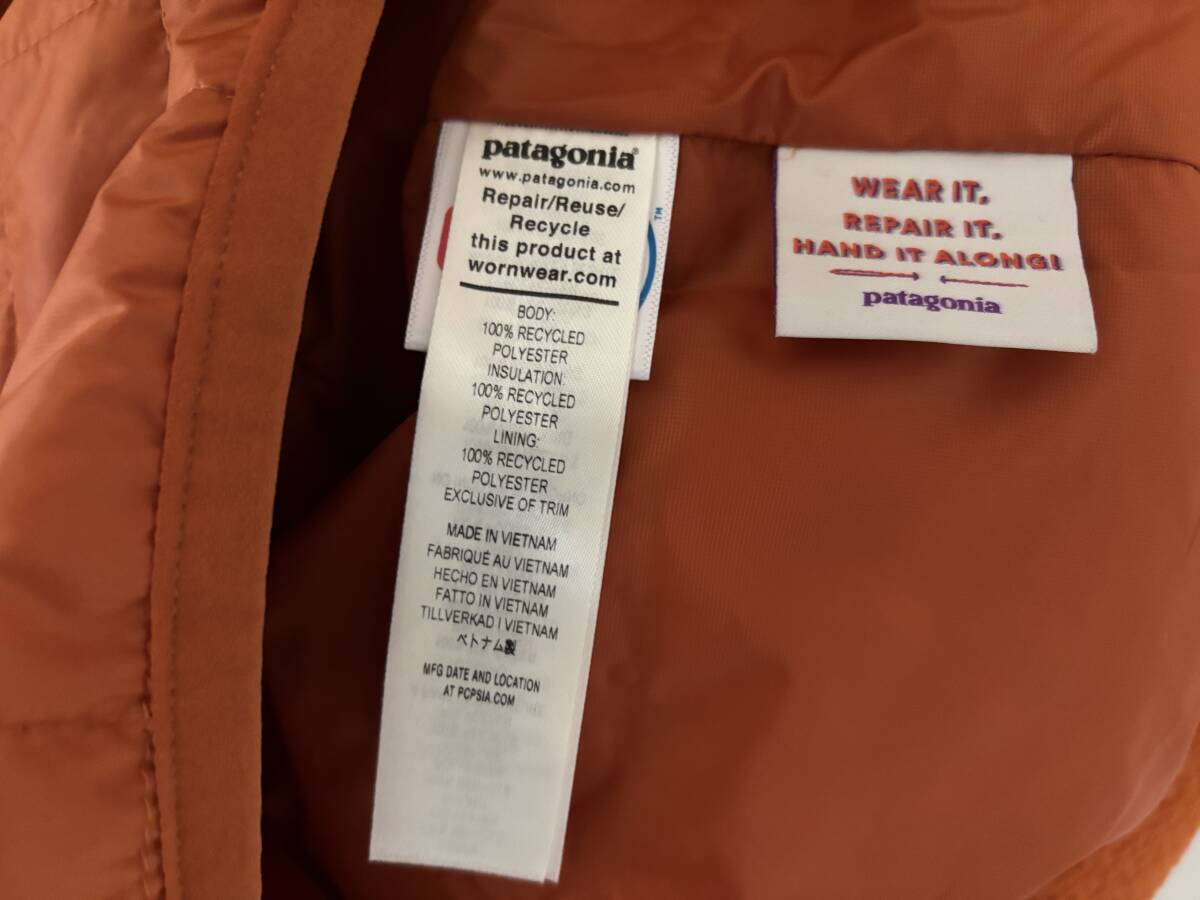 patagonia®
www.patagonia.com
Repair/Reuse/
Recycle
this product at
wornwear.com
BODY:
100% RECYCLED
POLYESTER
INSULATION:
100% RECYCLED
POLYESTER
LINING:
100% RECYCLED
POLYESTER
EXCLUSIVE OF TRIM
MADE IN VIETNAM
FABRIQUÉ AU VIETNAM
HECHO EN VIETNAM
FATTO IN VIETNAM
TILLVERKAD I VIETNAM
ベトナム製
MFG DATE AND LOCATION
AT PCPSIA.COM
TM
WEAR IT,
REPAIR IT.
HAND IT ALONG!
patagonia